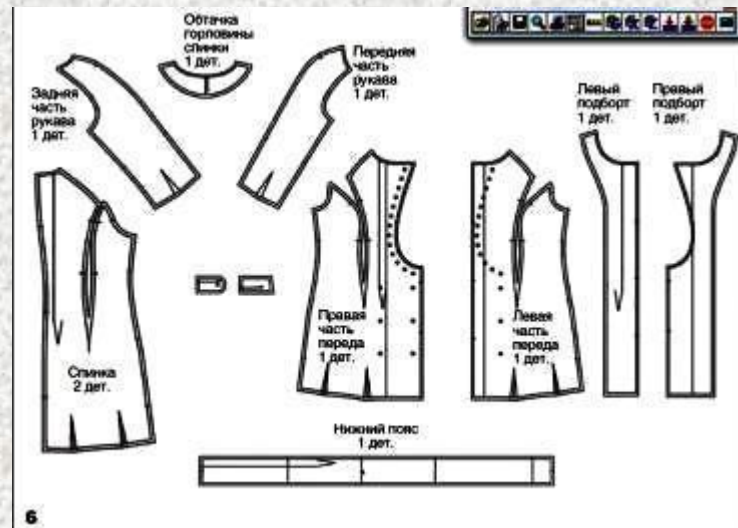 Обтачка
горловины
спинки
1 дет.
Передняя
часть
рукава
1 дет.
Задняя
часть
рукава
1 дет.
Левый
подборт
1 дет.
Правый
подборт
1 дет.
Правая
часть
переда
1 дет.
Левая
часть
переда
1 дет.
Спинка
2 дет.
Нижний пояс
1 дет.
6